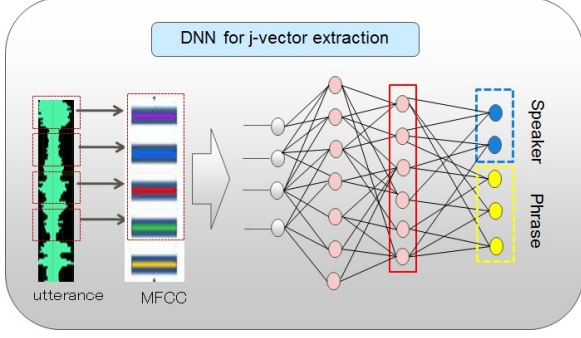 DNN for j-vector extraction
Speaker
Phrase
utterance
MFCC